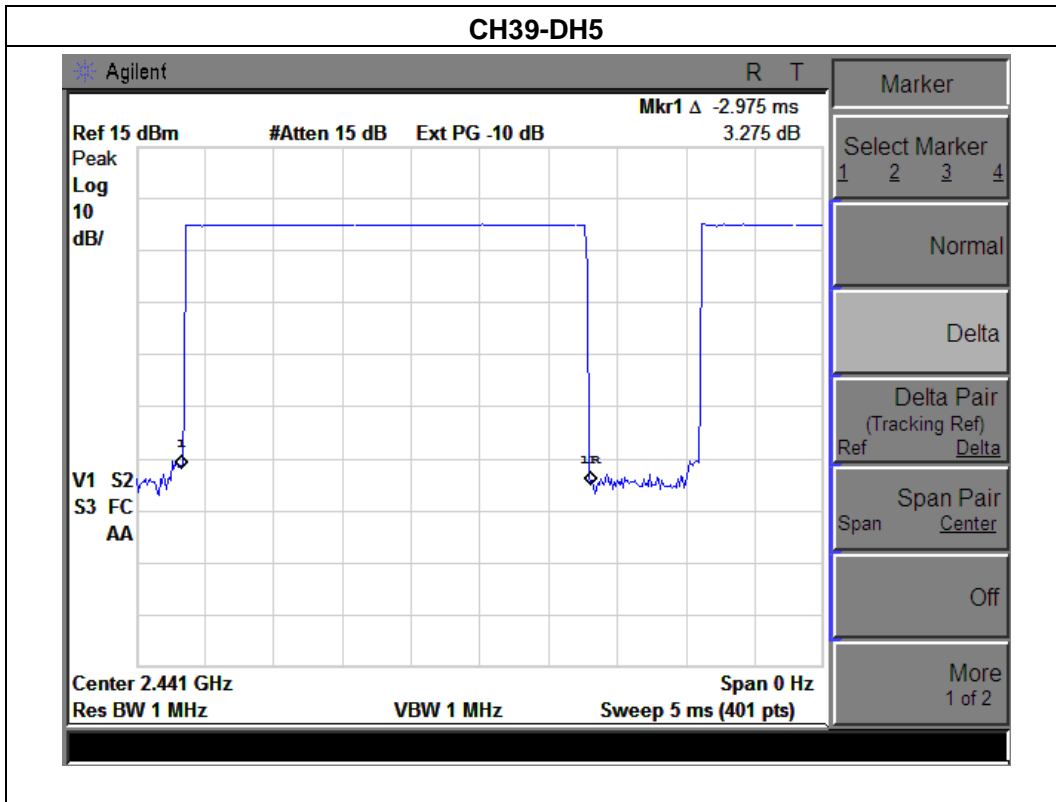 CH39-DH5
Agilent R T
Mkr1 Δ -2.975 ms
Ref 15 dBm #Atten 15 dB Ext PG -10 dB 3.275 dB
Peak
Log
10
dB/
1
1R
V1 S2
S3 FC
AA
Center 2.441 GHz Span 0 Hz
Res BW 1 MHz VBW 1 MHz Sweep 5 ms (401 pts)
Marker
Select Marker
1 2 3 4
Normal
Delta
Delta Pair
(Tracking Ref)
Ref Delta
Span Pair
Span Center
Off
More
1 of 2